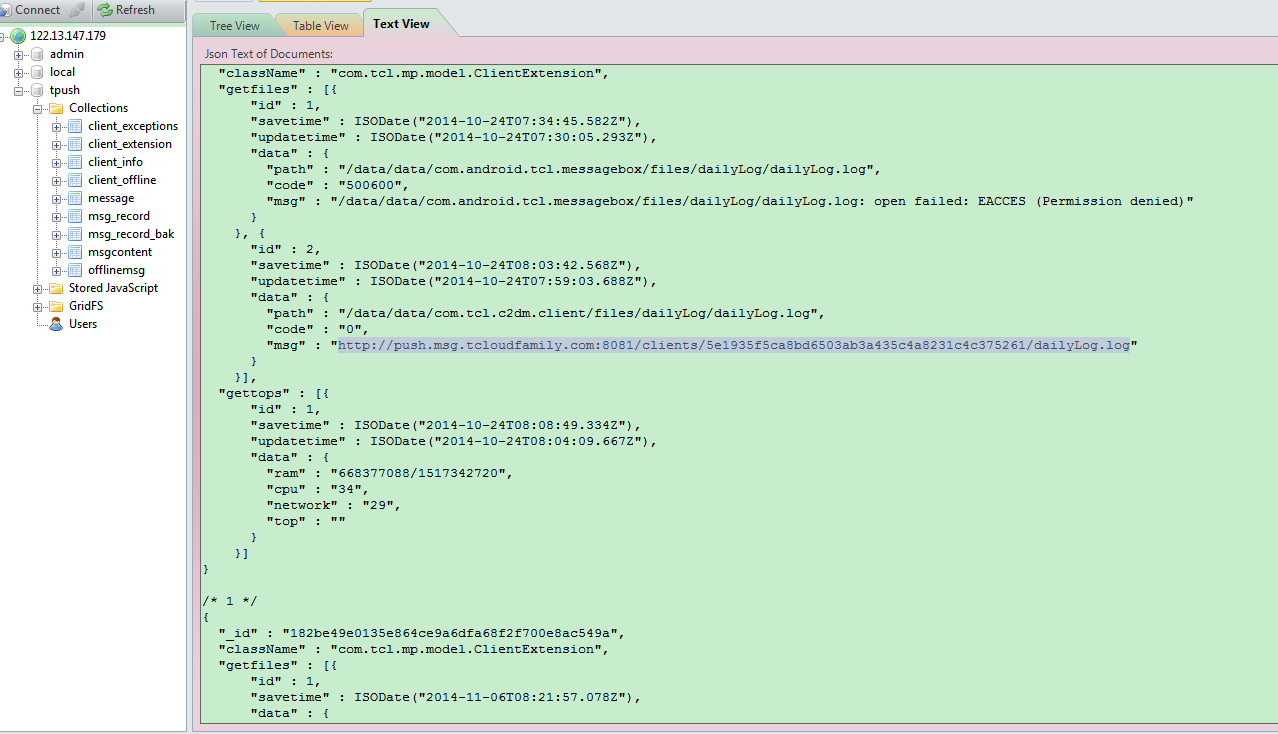 Connect Refresh
122.13.147.179
admin
local
tpush
Collections
client_exceptions
client_extension
client_info
client_offline
message
msg_record
msg_record_bak
msgcontent
offlinemsg
Stored JavaScript
GridFS
Users
Tree View Table View Text View
Json Text of Documents:
"className" : "com.tcl.mp.model.ClientExtension",
"getfiles" : [{
"id" : 1,
"savetime" : ISODate("2014-10-24T07:34:45.582Z"),
"updatetime" : ISODate("2014-10-24T07:30:05.293Z"),
"data" : {
"path" : "/data/data/com.android.tcl.messagebox/files/dailyLog/dailyLog.log",
"code" : "500600",
"msg" : "/data/data/com.android.tcl.messagebox/files/dailyLog/dailyLog.log: open failed: EACCES (Permission denied)"
}
}, {
"id" : 2,
"savetime" : ISODate("2014-10-24T08:03:42.568Z"),
"updatetime" : ISODate("2014-10-24T07:59:03.688Z"),
"data" : {
"path" : "/data/data/com.tcl.c2dm.client/files/dailyLog/dailyLog.log",
"code" : "0",
"msg" : "http://push.msg.tcloudfamily.com:8081/clients/5e1935f5ca8bd6503ab3a435c4a8231c4c375261/dailyLog.log"
}
}],
"gettops" : [{
"id" : 1,
"savetime" : ISODate("2014-10-24T08:08:49.334Z"),
"updatetime" : ISODate("2014-10-24T08:04:09.667Z"),
"data" : {
"ram" : "668377088/1517342720",
"cpu" : "34",
"network" : "29",
"top" : ""
}
}]
}
/* 1 */
{
"_id" : "182be49e0135e864ce9a6dfa68f2f700e8ac549a",
"className" : "com.tcl.mp.model.ClientExtension",
"getfiles" : [{
"id" : 1,
"savetime" : ISODate("2014-11-06T08:21:57.078Z"),
"data" : {